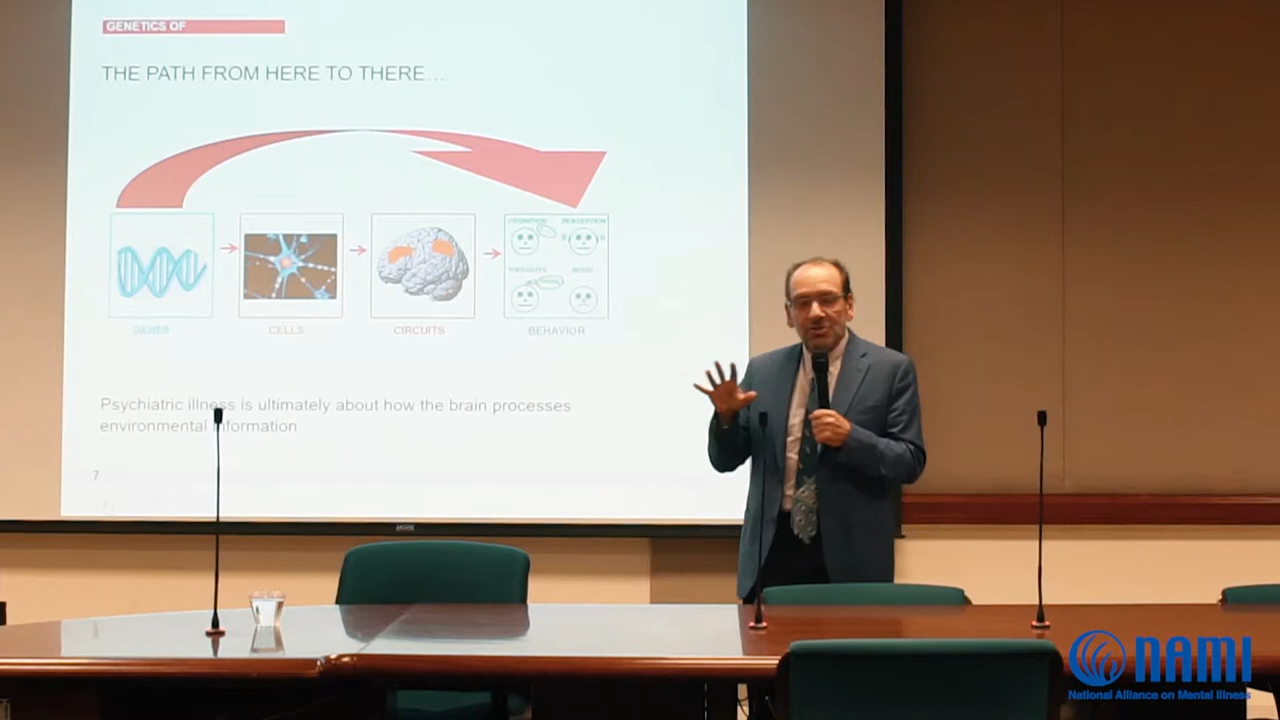 GENETICS OF
THE PATH FROM HERE TO THERE…
COGNITION PERCEPTION
THOUGHTS MOOD
GENES CELLS CIRCUITS BEHAVIOR
Psychiatric illness is ultimately about how the brain processes
environmental information
7
NAMI
National Alliance on Mental Illness